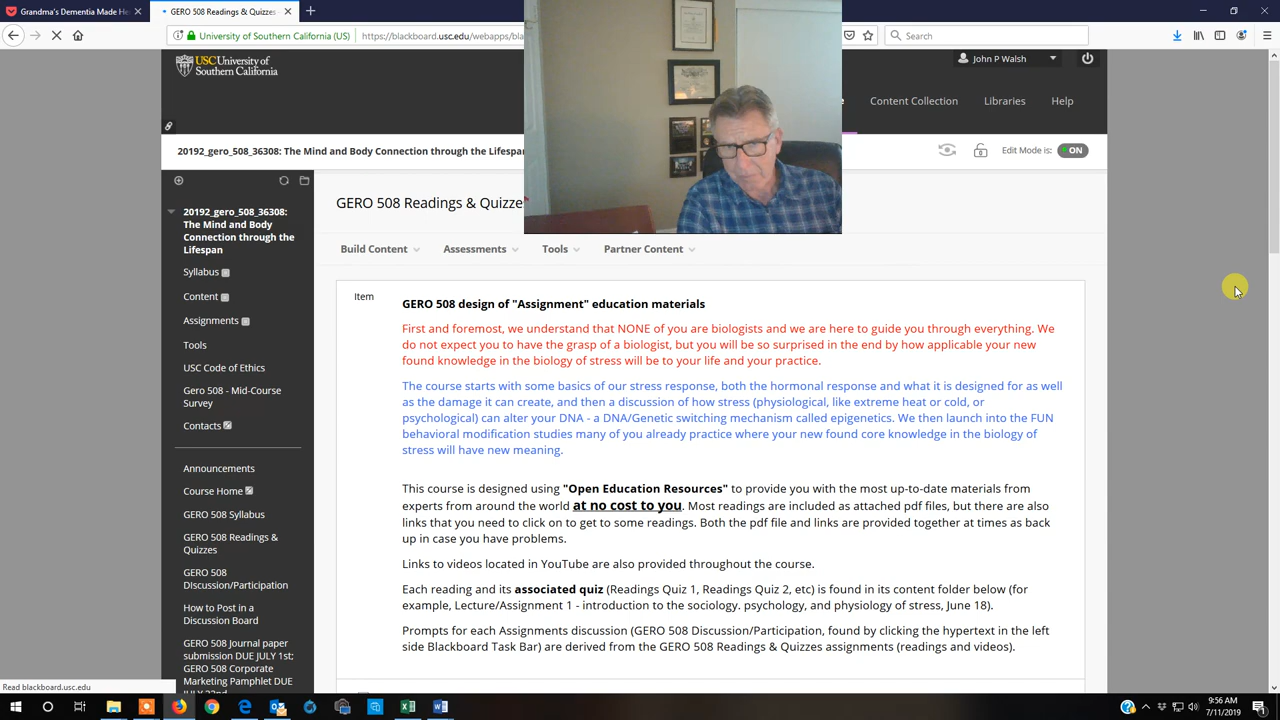 Grandma's Dementia Made He
GERO 508 Readings & Quizzes -
University of Southern California (US)
https://blackboard.usc.edu/webapps/bla
Search
USC University of
Southern California
John P Walsh
Content Collection
Libraries
Help
20192_gero_508_36308: The Mind and Body Connection through the Lifespan
Edit Mode is:
ON
20192_gero_508_36308:
The Mind and Body
Connection through the
Lifespan
Syllabus
Content
Assignments
Tools
USC Code of Ethics
Gero 508 - Mid-Course
Survey
Contacts
Announcements
Course Home
GERO 508 Syllabus
GERO 508 Readings &
Quizzes
GERO 508
DIscussion/Participation
How to Post in a
Discussion Board
GERO 508 Journal paper
submission DUE JULY 1st;
GERO 508 Corporate
Marketing Pamphlet DUE
GERO 508 Readings & Quizze
Build Content
Assessments
Tools
Partner Content
Item
GERO 508 design of "Assignment" education materials
First and foremost, we understand that NONE of you are biologists and we are here to guide you through everything. We
do not expect you to have the grasp of a biologist, but you will be so surprised in the end by how applicable your new
found knowledge in the biology of stress will be to your life and your practice.
The course starts with some basics of our stress response, both the hormonal response and what it is designed for as well
as the damage it can create, and then a discussion of how stress (physiological, like extreme heat or cold, or
psychological) can alter your DNA - a DNA/Genetic switching mechanism called epigenetics. We then launch into the FUN
behavioral modification studies many of you already practice where your new found core knowledge in the biology of
stress will have new meaning.
This course is designed using "Open Education Resources" to provide you with the most up-to-date materials from
experts from around the world at no cost to you. Most readings are included as attached pdf files, but there are also
links that you need to click on to get to some readings. Both the pdf file and links are provided together at times as back
up in case you have problems.
Links to videos located in YouTube are also provided throughout the course.
Each reading and its associated quiz (Readings Quiz 1, Readings Quiz 2, etc) is found in its content folder below (for
example, Lecture/Assignment 1 - introduction to the sociology. psychology, and physiology of stress, June 18).
Prompts for each Assignments discussion (GERO 508 Discussion/Participation, found by clicking the hypertext in the left
side Blackboard Task Bar) are derived from the GERO 508 Readings & Quizzes assignments (readings and videos).
Read blackboard.usc.edu
9:56 AM
7/11/2019